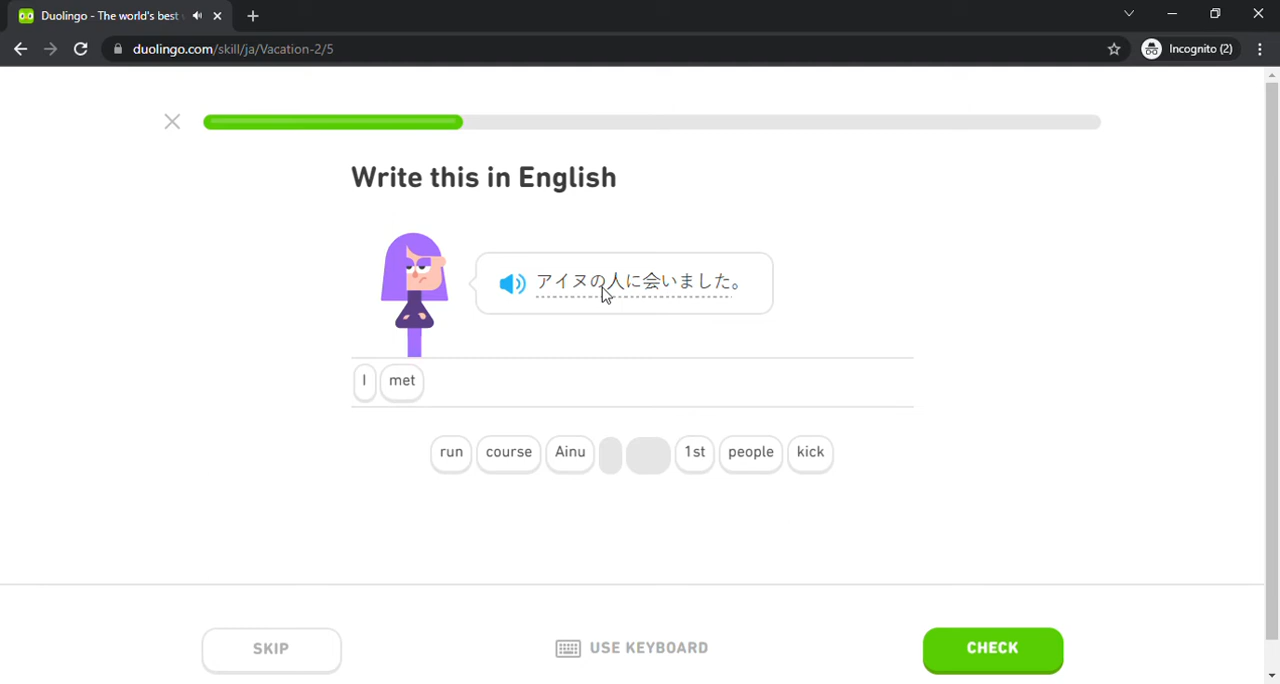 Duolingo - The world's best
duolingo.com/skill/ja/Vacation-2/5
Incognito (2)
Write this in English
アイヌの人に会いました。
I met
run course Ainu 1st people kick
SKIP
USE KEYBOARD
CHECK